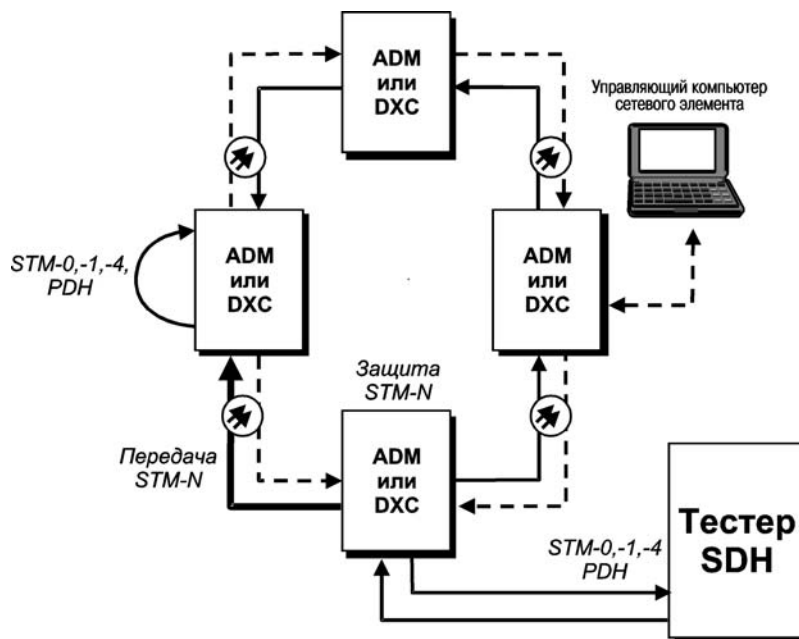 ADM
или
DXC
Управляющий компьютер
сетевого элемента
STM-0,-1,-4,
PDH
ADM
или
DXC
ADM
или
DXC
Защита
STM-N
Передача
STM-N
ADM
или
DXC
STM-0,-1,-4
PDH
Тестер
SDH